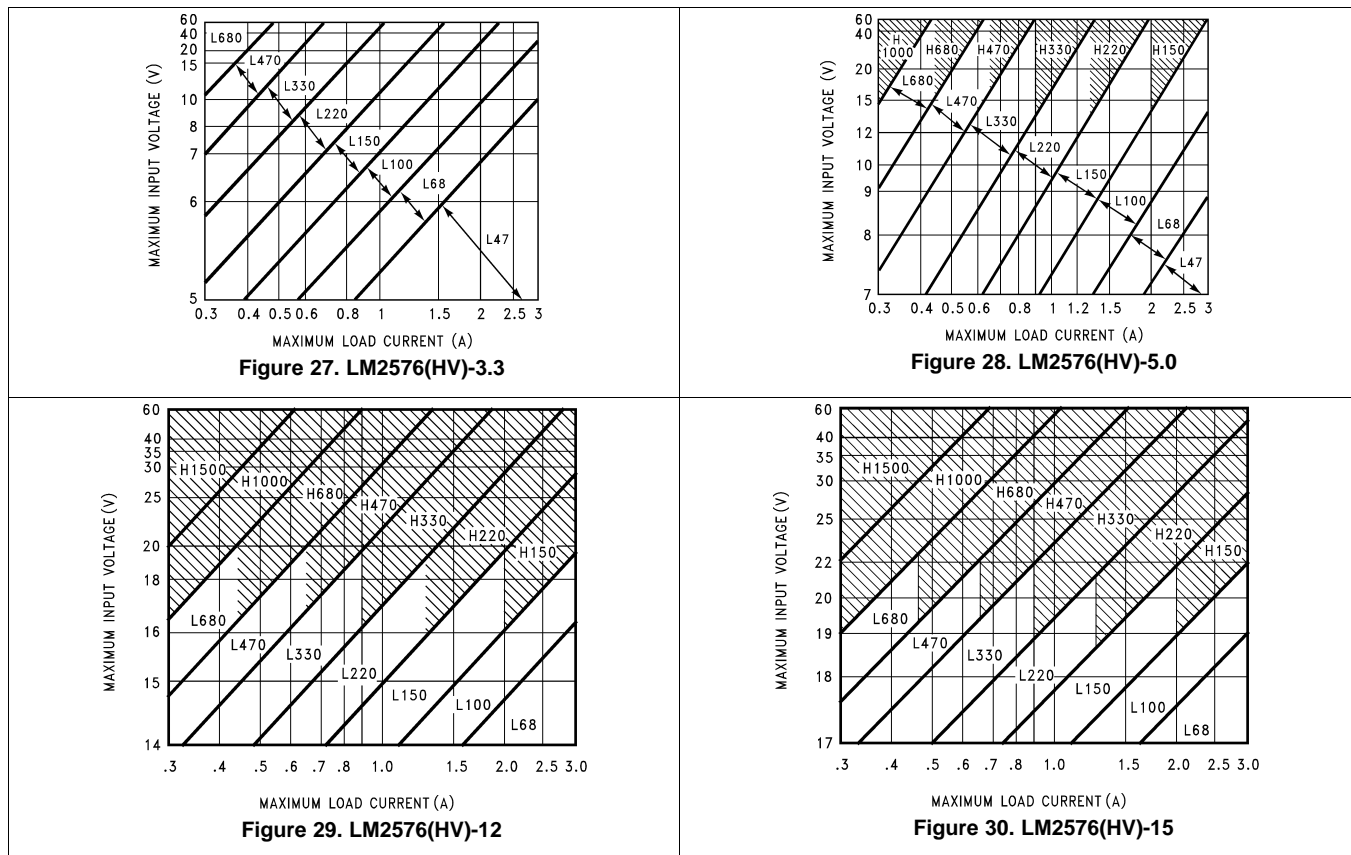 60
40
20
15
10
8
7
6
5
MAXIMUM INPUT VOLTAGE (V)
L680
L470
L330
L220
L150
L100
L68
L47
0.3 0.4 0.5 0.6 0.8 1 1.5 2 2.5 3
MAXIMUM LOAD CURRENT (A)
Figure 27. LM2576(HV)-3.3
60
40
20
15
12
10
9
8
7
MAXIMUM INPUT VOLTAGE (V)
H
1000
H680
H470
H330
H220
H150
L680
L470
L330
L220
L150
L100
L68
L47
0.3 0.4 0.5 0.6 0.8 1 1.2 1.5 2 2.5 3
MAXIMUM LOAD CURRENT (A)
Figure 28. LM2576(HV)-5.0
60
40
35
30
25
20
18
16
15
14
MAXIMUM INPUT VOLTAGE (V)
H1500
H1000
H680
H470
H330
H220
H150
L680
L470
L330
L220
L150
L100
L68
.3 .4 .5 .6 .7 .8 1.0 1.5 2.0 2.5 3.0
MAXIMUM LOAD CURRENT (A)
Figure 29. LM2576(HV)-12
60
40
35
30
25
22
20
19
18
17
MAXIMUM INPUT VOLTAGE (V)
H1500
H1000
H680
H470
H330
H220
H150
L680
L470
L330
L220
L150
L100
L68
.3 .4 .5 .6 .7 .8 1.0 1.5 2.0 2.5 3.0
MAXIMUM LOAD CURRENT (A)
Figure 30. LM2576(HV)-15